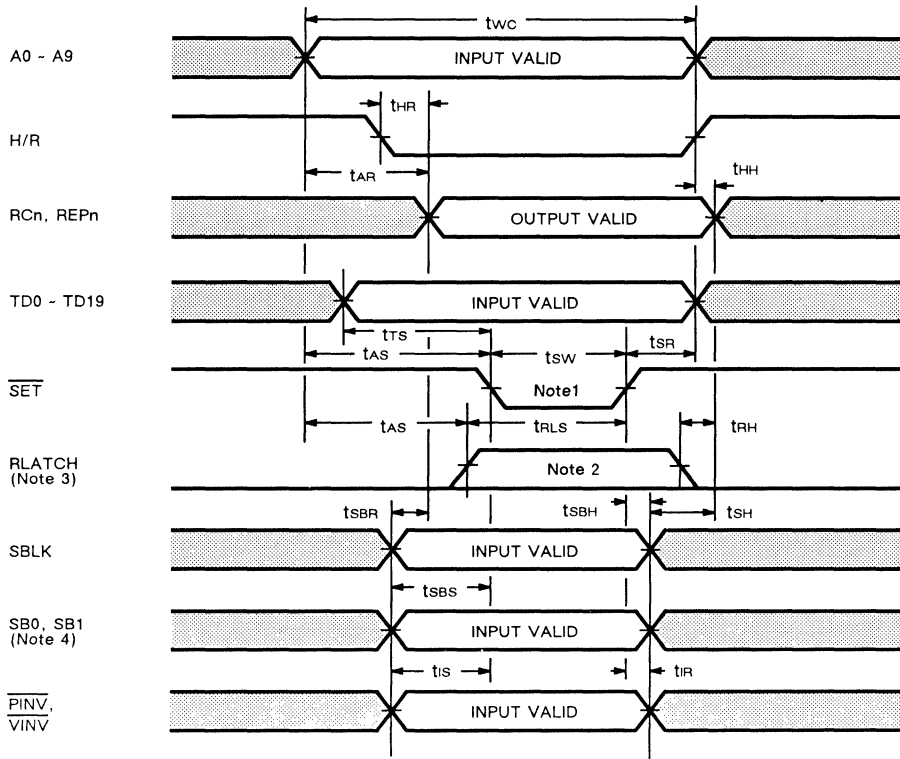 tWC
A0 ~ A9
INPUT VALID
tHR
H/R
tAR
tHH
RCn, REPn
OUTPUT VALID
TD0 ~ TD19
INPUT VALID
tTS
tAS
tSW
tSR
SET
Note1
tAS
tRLS
tRH
RLATCH
(Note 3)
Note 2
tSBR
tSBH
tSH
SBLK
INPUT VALID
tSBS
SB0, SB1
(Note 4)
INPUT VALID
tIS
tIR
PINV,
VINV
INPUT VALID